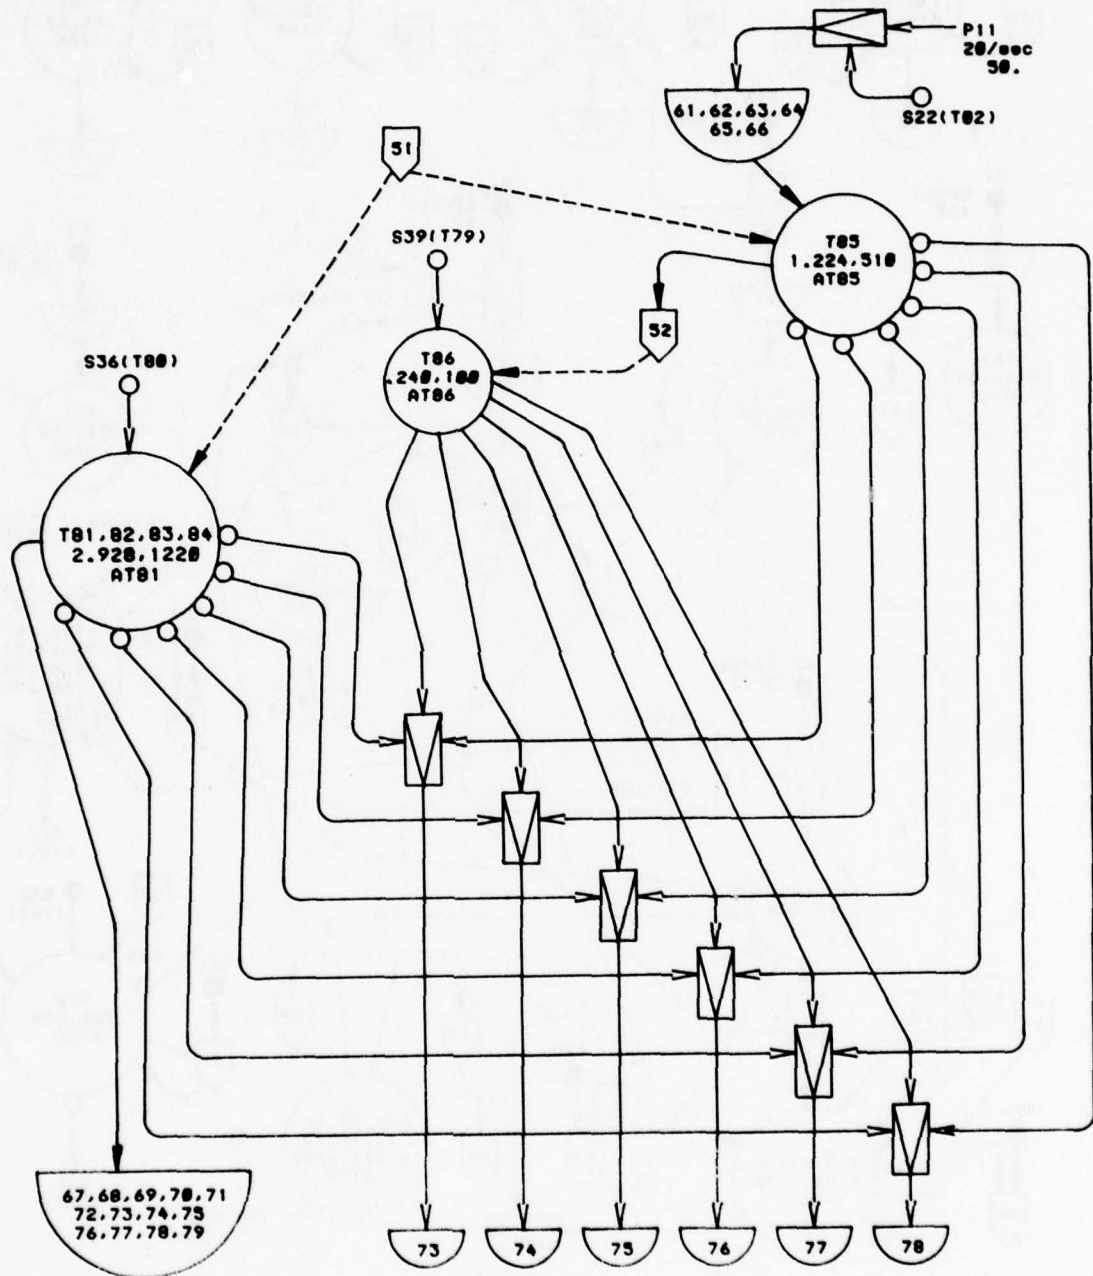 P11
20/sec
50.
S22(T02)
61,62,63,64
65,66
51
S39(T79)
T85
1.224,510
AT85
52
S36(T80)
T86
.240,100
AT86
T81,82,83,84
2.920,1220
AT81
67,68,69,70,71
72,73,74,75
76,77,78,79
73
74
75
76
77
78